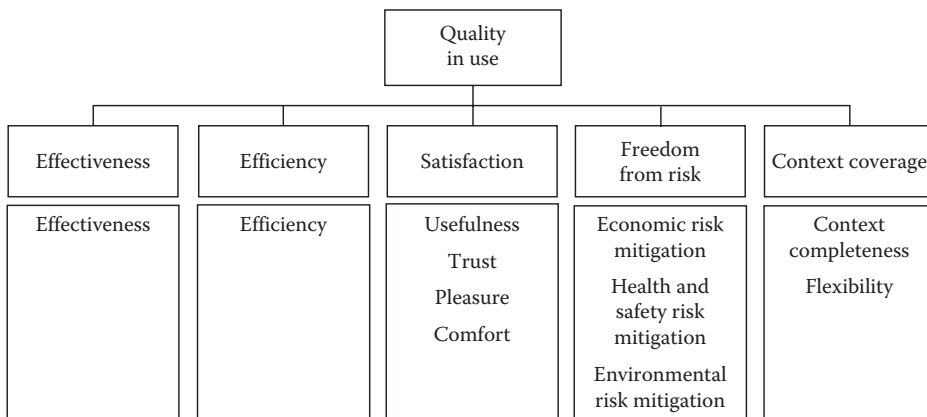 Quality
in use
Effectiveness
Efficiency
Satisfaction
Freedom
from risk
Context coverage
Effectiveness
Efficiency
Usefulness
Trust
Pleasure
Comfort
Economic risk
mitigation
Health and
safety risk
mitigation
Environmental
risk mitigation
Context
completeness
Flexibility